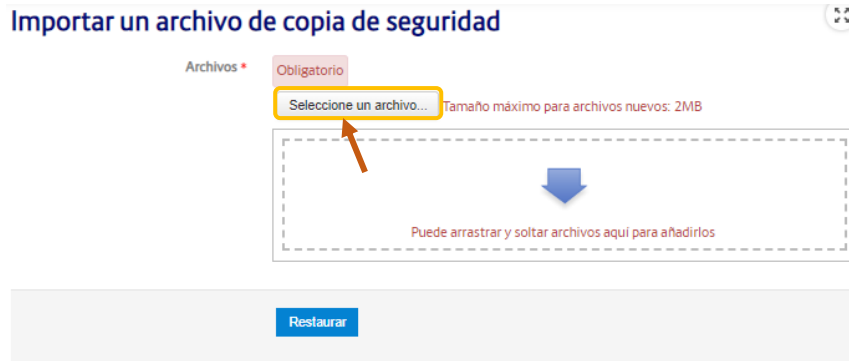 Importar un archivo de copia de seguridad
Archivos *
Obligatorio
Seleccione un archivo... Tamaño máximo para archivos nuevos: 2MB
Puede arrastrar y soltar archivos aquí para añadirlos
Restaurar